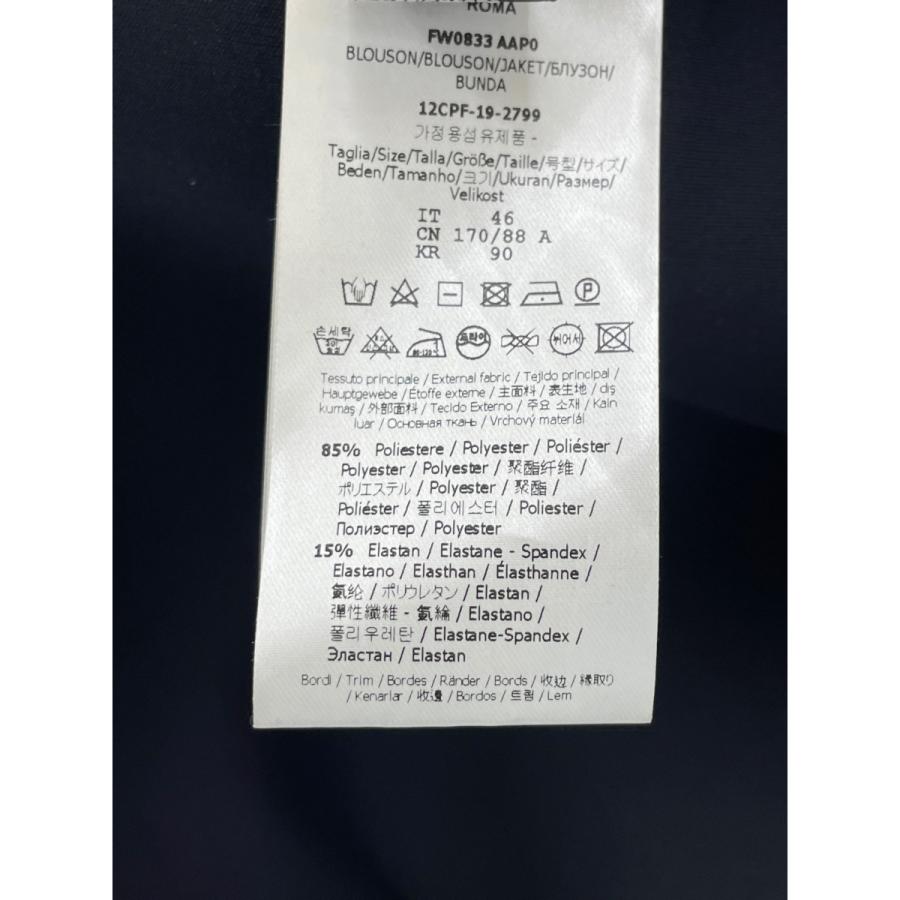 ROMA
FW0833 AAP0
BLOUSON/BLOUSON/JAKET/БЛУЗОН/
BUNDA
12CPF-19-2799
가정용섬유제품 -
Taglia/Size/Talla/Größe/Taille/号型/サイズ/
Beden/Tamanho/크기/Ukuran/Размер/
Velikost
IT 46
CN 170/88 A
KR 90
P
손세탁
80-120℃ 드라이 뉘어서
Tessuto principale / External fabric / Tejido principal /
Hauptgewebe / Étoffe externe / 主面料 / 表生地 / dış
kumaş / 外部面料 / Tecido Externo / 주요 소재 / Kain
luar / Основная ткань / Vrchový materiál
85% Poliestere / Polyester / Poliéster /
Polyester / Polyester / 聚酯纤维 /
ポリエステル / Polyester / 聚酯 /
Poliéster / 폴리에스터 / Poliester /
Полиэстер / Polyester
15% Elastan / Elastane - Spandex /
Elastano / Elasthan / Élasthanne /
氨纶 / ポリウレタン / Elastan /
彈性纖維 - 氨綸 / Elastano /
폴리우레탄 / Elastane-Spandex /
Эластан / Elastan
Bordi / Trim / Bordes / Ränder / Bords / 收边 / 縁取り
/ Kenarlar / 收邊 / Bordos / 트림 / Lem